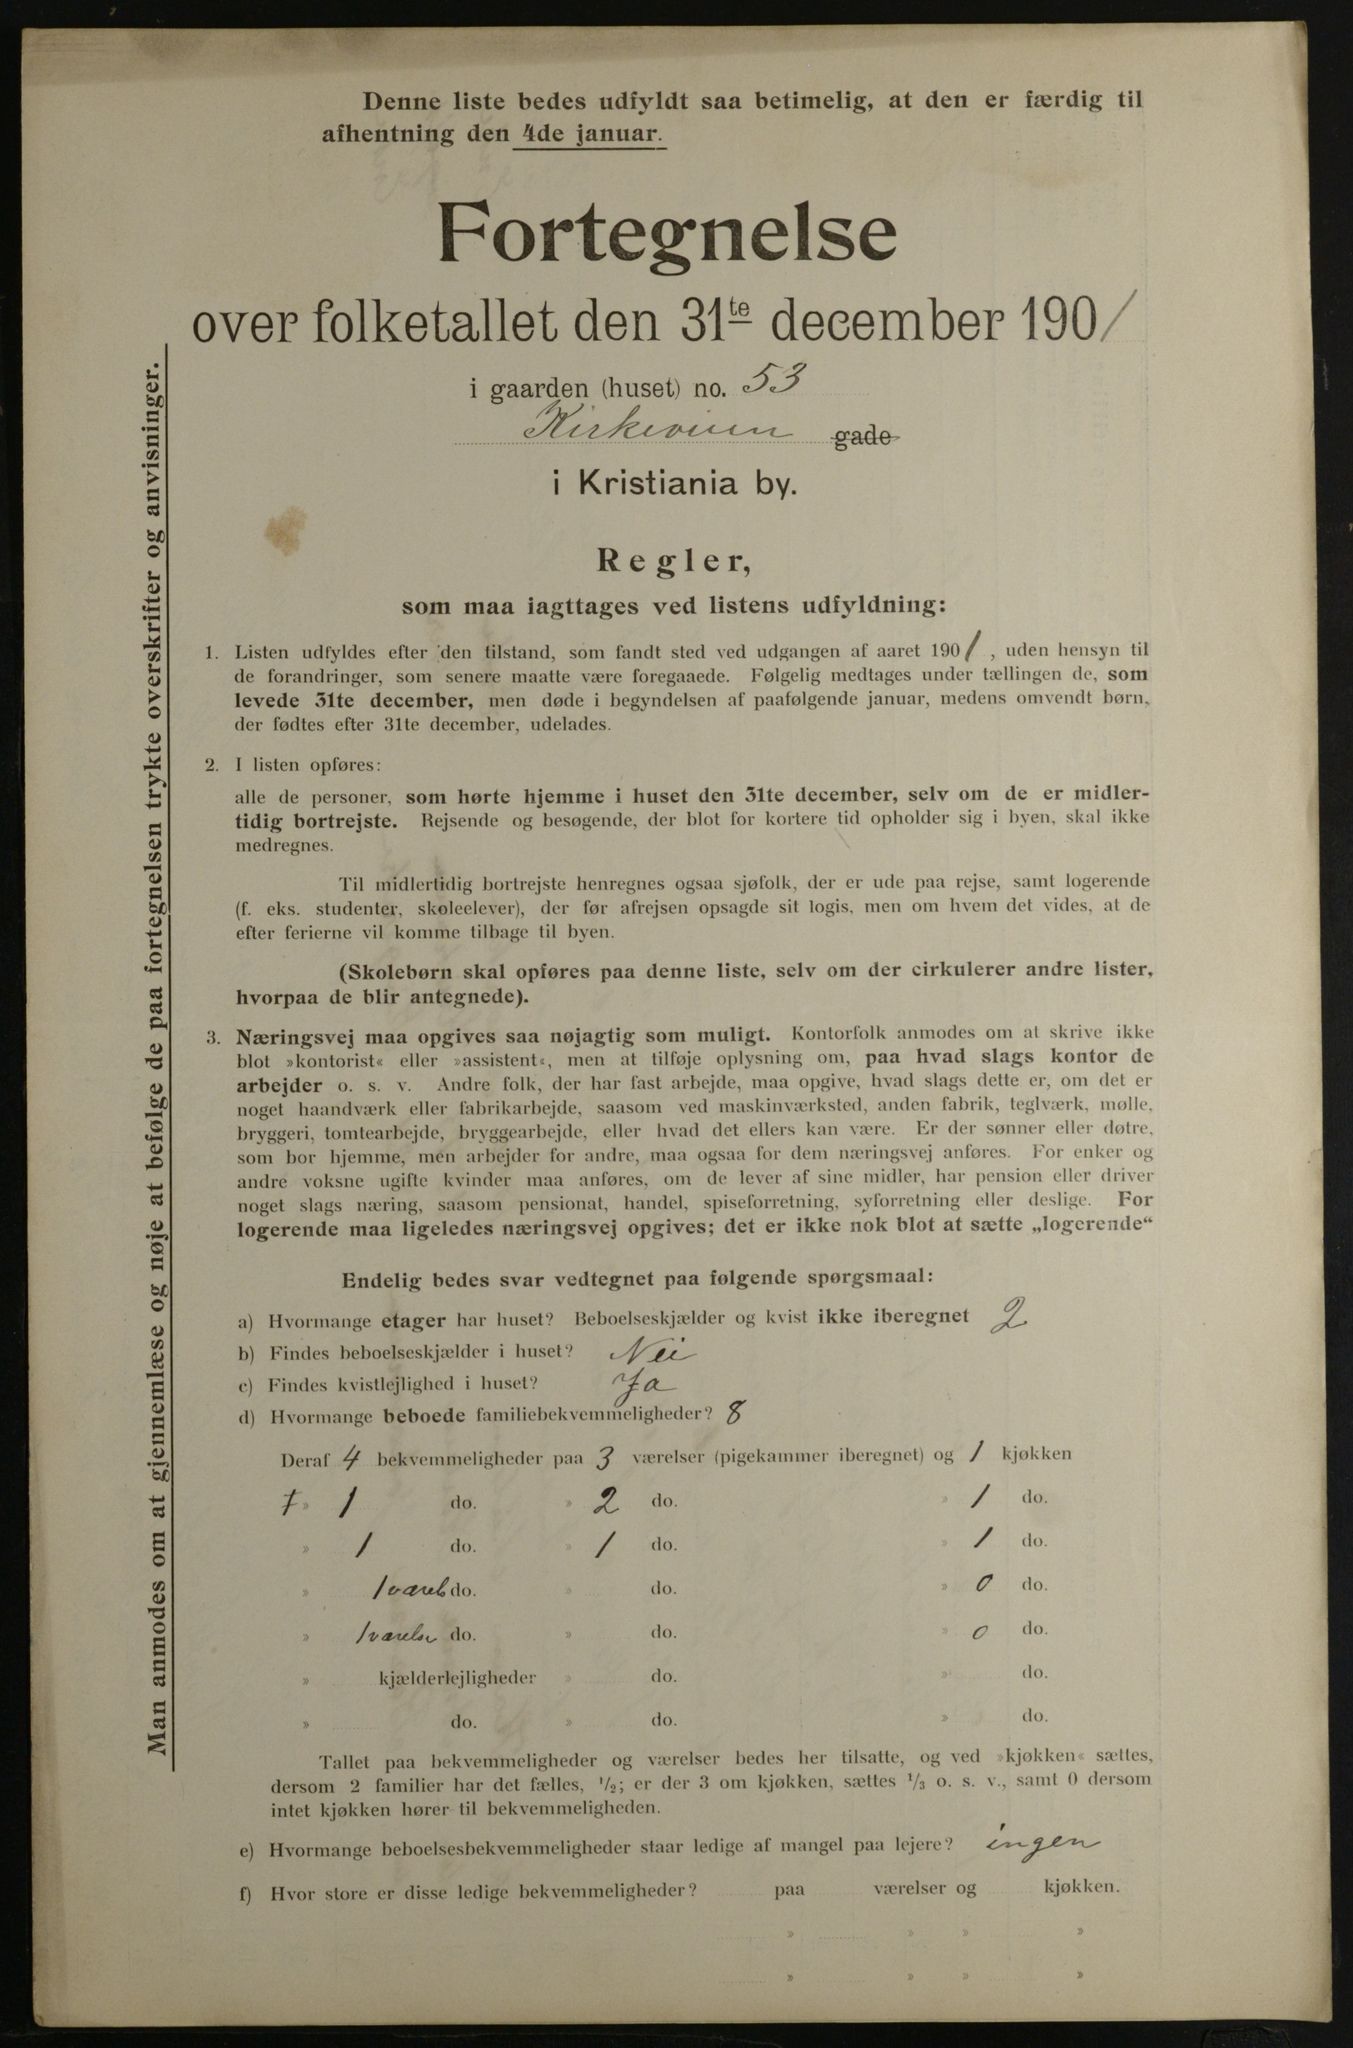 Denne liste bedes udfyldt saa betimelig, at den er færdig til
afhentning den 4de januar.
Fortegnelse
over folketallet den 31te december 1901
i gaarden (huset) no. 53
Kirkeveien gade
i Kristiania by.
Regler,
som maa iagttages ved listens udfyldning:
1. Listen udfyldes efter den tilstand, som fandt sted ved udgangen af aaret 1901, uden hensyn til
de forandringer, som senere maatte være foregaaede. Følgelig medtages under tællingen de, som
levede 31te december, men døde i begyndelsen af paafølgende januar, medens omvendt børn,
der fødtes efter 31te december, udelades.
2. I listen opføres:
alle de personer, som hørte hjemme i huset den 31te december, selv om de er midler-
tidig bortrejste. Rejsende og besøgende, der blot for kortere tid opholder sig i byen, skal ikke
medregnes.
Til midlertidig bortrejste henregnes ogsaa sjøfolk, der er ude paa rejse, samt logerende
(f. eks. studenter, skoleelever), der før afrejsen opsagde sit logis, men om hvem det vides, at de
efter ferierne vil komme tilbage til byen.
(Skolebørn skal opføres paa denne liste, selv om der cirkulerer andre lister,
hvorpaa de blir antegnede).
3. Næringsvej maa opgives saa nøjagtig som muligt. Kontorfolk anmodes om at skrive ikke
blot »kontorist« eller »assistent«, men at tilføje oplysning om, paa hvad slags kontor de
arbejder o. s. v. Andre folk, der har fast arbejde, maa opgive, hvad slags dette er, om det er
noget haandværk eller fabrikarbejde, saasom ved maskinværksted, anden fabrik, teglværk, mølle,
bryggeri, tomtearbejde, bryggearbejde, eller hvad det ellers kan være. Er der sønner eller døtre,
som bor hjemme, men arbejder for andre, maa ogsaa for dem næringsvej anføres. For enker og
andre voksne ugifte kvinder maa anføres, om de lever af sine midler, har pension eller driver
noget slags næring, saasom pensionat, handel, spiseforretning, syforretning eller deslige. For
logerende maa ligeledes næringsvej opgives; det er ikke nok blot at sætte „logerende“
Endelig bedes svar vedtegnet paa følgende spørgsmaal:
a) Hvormange etager har huset? Beboelseskjælder og kvist ikke iberegnet 2
b) Findes beboelseskjælder i huset? Nei
c) Findes kvistlejlighed i huset? Ja
d) Hvormange beboede familiebekvemmeligheder? 8
Deraf 4 bekvemmeligheder paa 3 værelser (pigekammer iberegnet) og 1 kjøkken
» 1 do. » 2 do. » 1 do.
» 1 do. » 1 do. » 1 do.
» 1 værels do. » do. » 0 do.
» 1 værelse do. » do. » 0 do.
» kjælderlejligheder » do. » do.
» do. » do. » do.
Tallet paa bekvemmeligheder og værelser bedes her tilsatte, og ved »kjøkken« sættes,
dersom 2 familier har det fælles, 1/2; er der 3 om kjøkken, sættes 1/3 o. s. v., samt 0 dersom
intet kjøkken hører til bekvemmeligheden.
e) Hvormange beboelsesbekvemmeligheder staar ledige af mangel paa lejere? ingen
f) Hvor store er disse ledige bekvemmeligheder? paa værelser og kjøkken.
» » » »
» » » »
Man anmodes om at gjennemlæse og nøje at befølge de paa fortegnelsen trykte overskrifter og anvisninger.